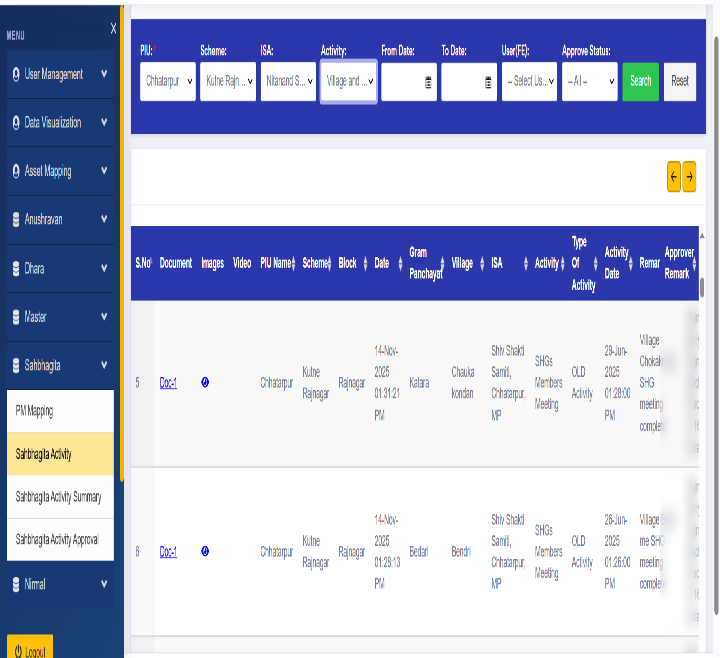 MENU
X
User Management
Data Visualization
Asset Mapping
Anushravan
Dhara
Master
Sahbhagita
PM Mapping
Sahbhagita Activity
Sahbhagita Activity Summary
Sahbhagita Activity Approval
Nirmal
Logout
PIU:* Scheme: ISA: Activity: From Date: To Date: User(FE): Approve Status:
Chhatarpur Kutne Rajn... Nitanand S... Village and ... -- Select Us... -- All -- Search Reset
S.No Document Images Video PIU Name Scheme Block Date Gram Panchayat Village ISA Activity Type Of Activity Activity Date Remar Approver Remark
5 Doc-1 Chhatarpur Kutne Rajnagar Rajnagar 14-Nov-2025 01:31:21 PM Katara Chauka kondan Shiv Shakti Samiti, Chhatarpur, MP SHGs Members Meeting OLD Activity 28-Jun-2025 01:28:00 PM Village Chokak SHG meeting complete
6 Doc-1 Chhatarpur Kutne Rajnagar Rajnagar 14-Nov-2025 01:28:13 PM Bedari Bendri Shiv Shakti Samiti, Chhatarpur, MP SHGs Members Meeting OLD Activity 26-Jun-2025 01:26:00 PM Village me SHG meeting complete